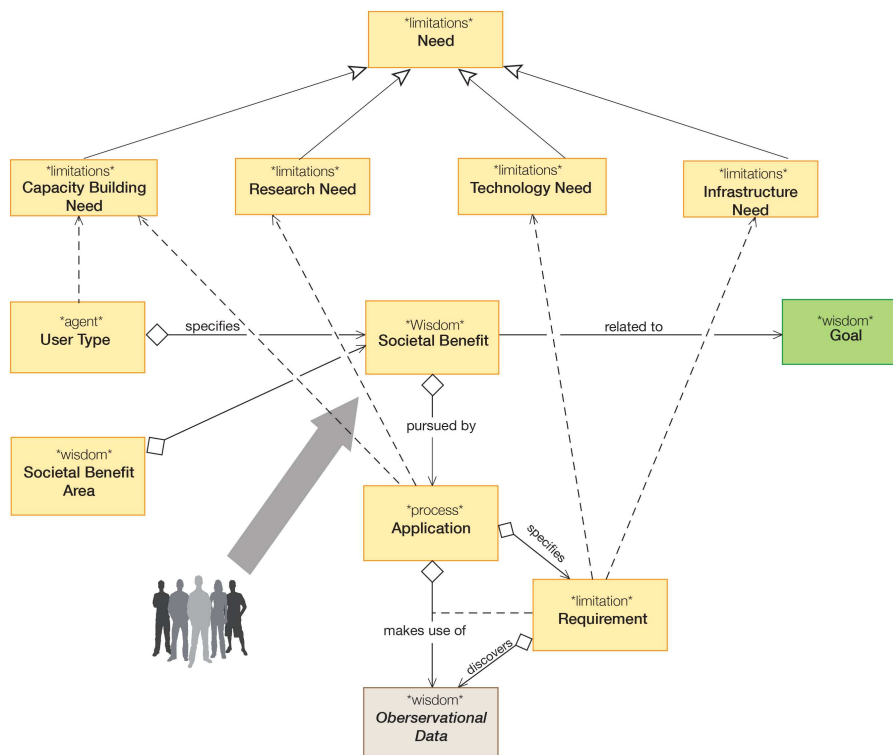 *limitations*
Need
*limitations*
Capacity Building
Need
*limitations*
Research Need
*limitations*
Technology Need
*limitations*
Infrastructure
Need
*agent*
User Type
specifies
*Wisdom*
Societal Benefit
related to
*wisdom*
Goal
pursued by
*wisdom*
Societal Benefit
Area
*process*
Application
specifies
*limitation*
Requirement
makes use of
discovers
*wisdom*
Oberservational
Data